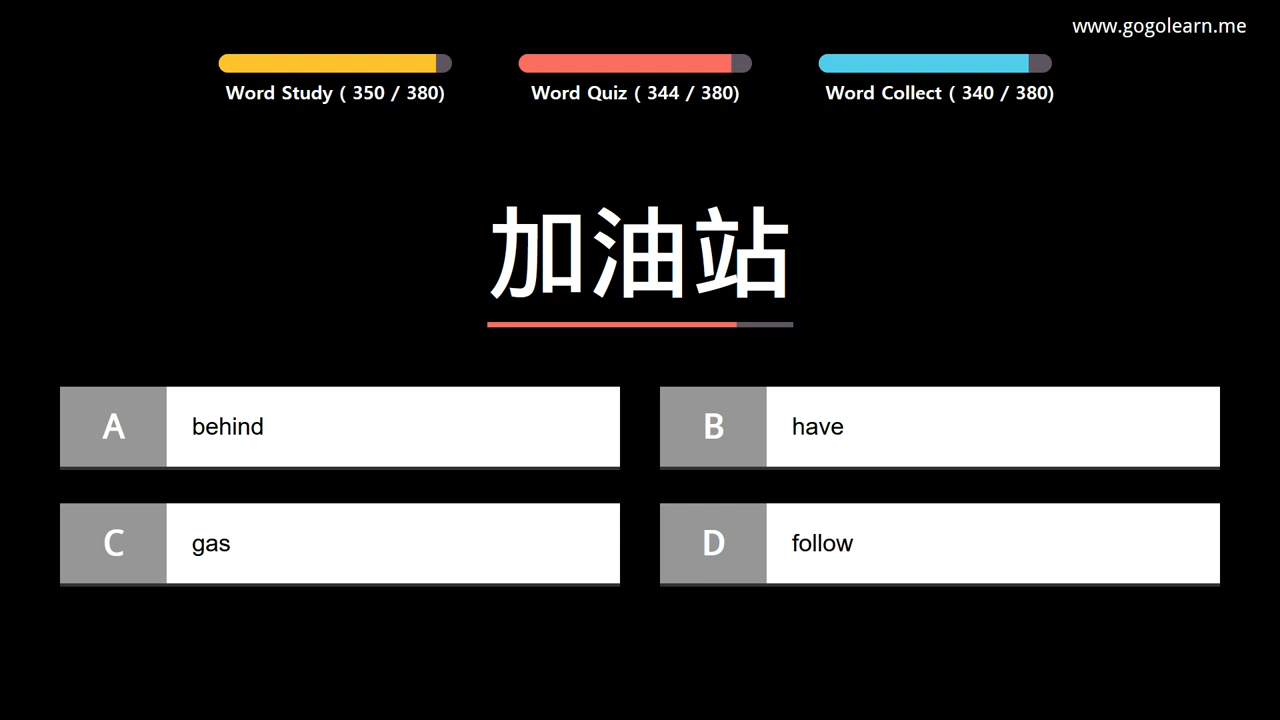 www.gogolearn.me
Word Study ( 350 / 380)
Word Quiz ( 344 / 380)
Word Collect ( 340 / 380)
加油站
A behind
B have
C gas
D follow